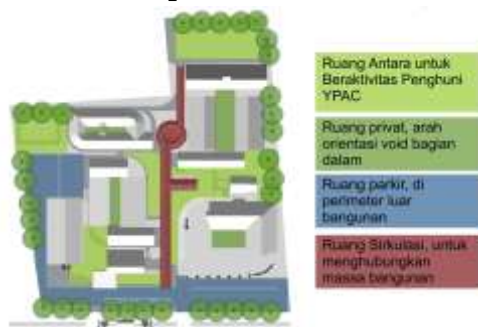 Ruang Antara untuk
Beraktivitas Penghuni
YPAC
Ruang privat, arah
orientasi void bagian
dalam
Ruang parkir, di
perimeter luar
bangunan
Ruang Sirkulasi, untuk
menghubungkan
massa bangunan